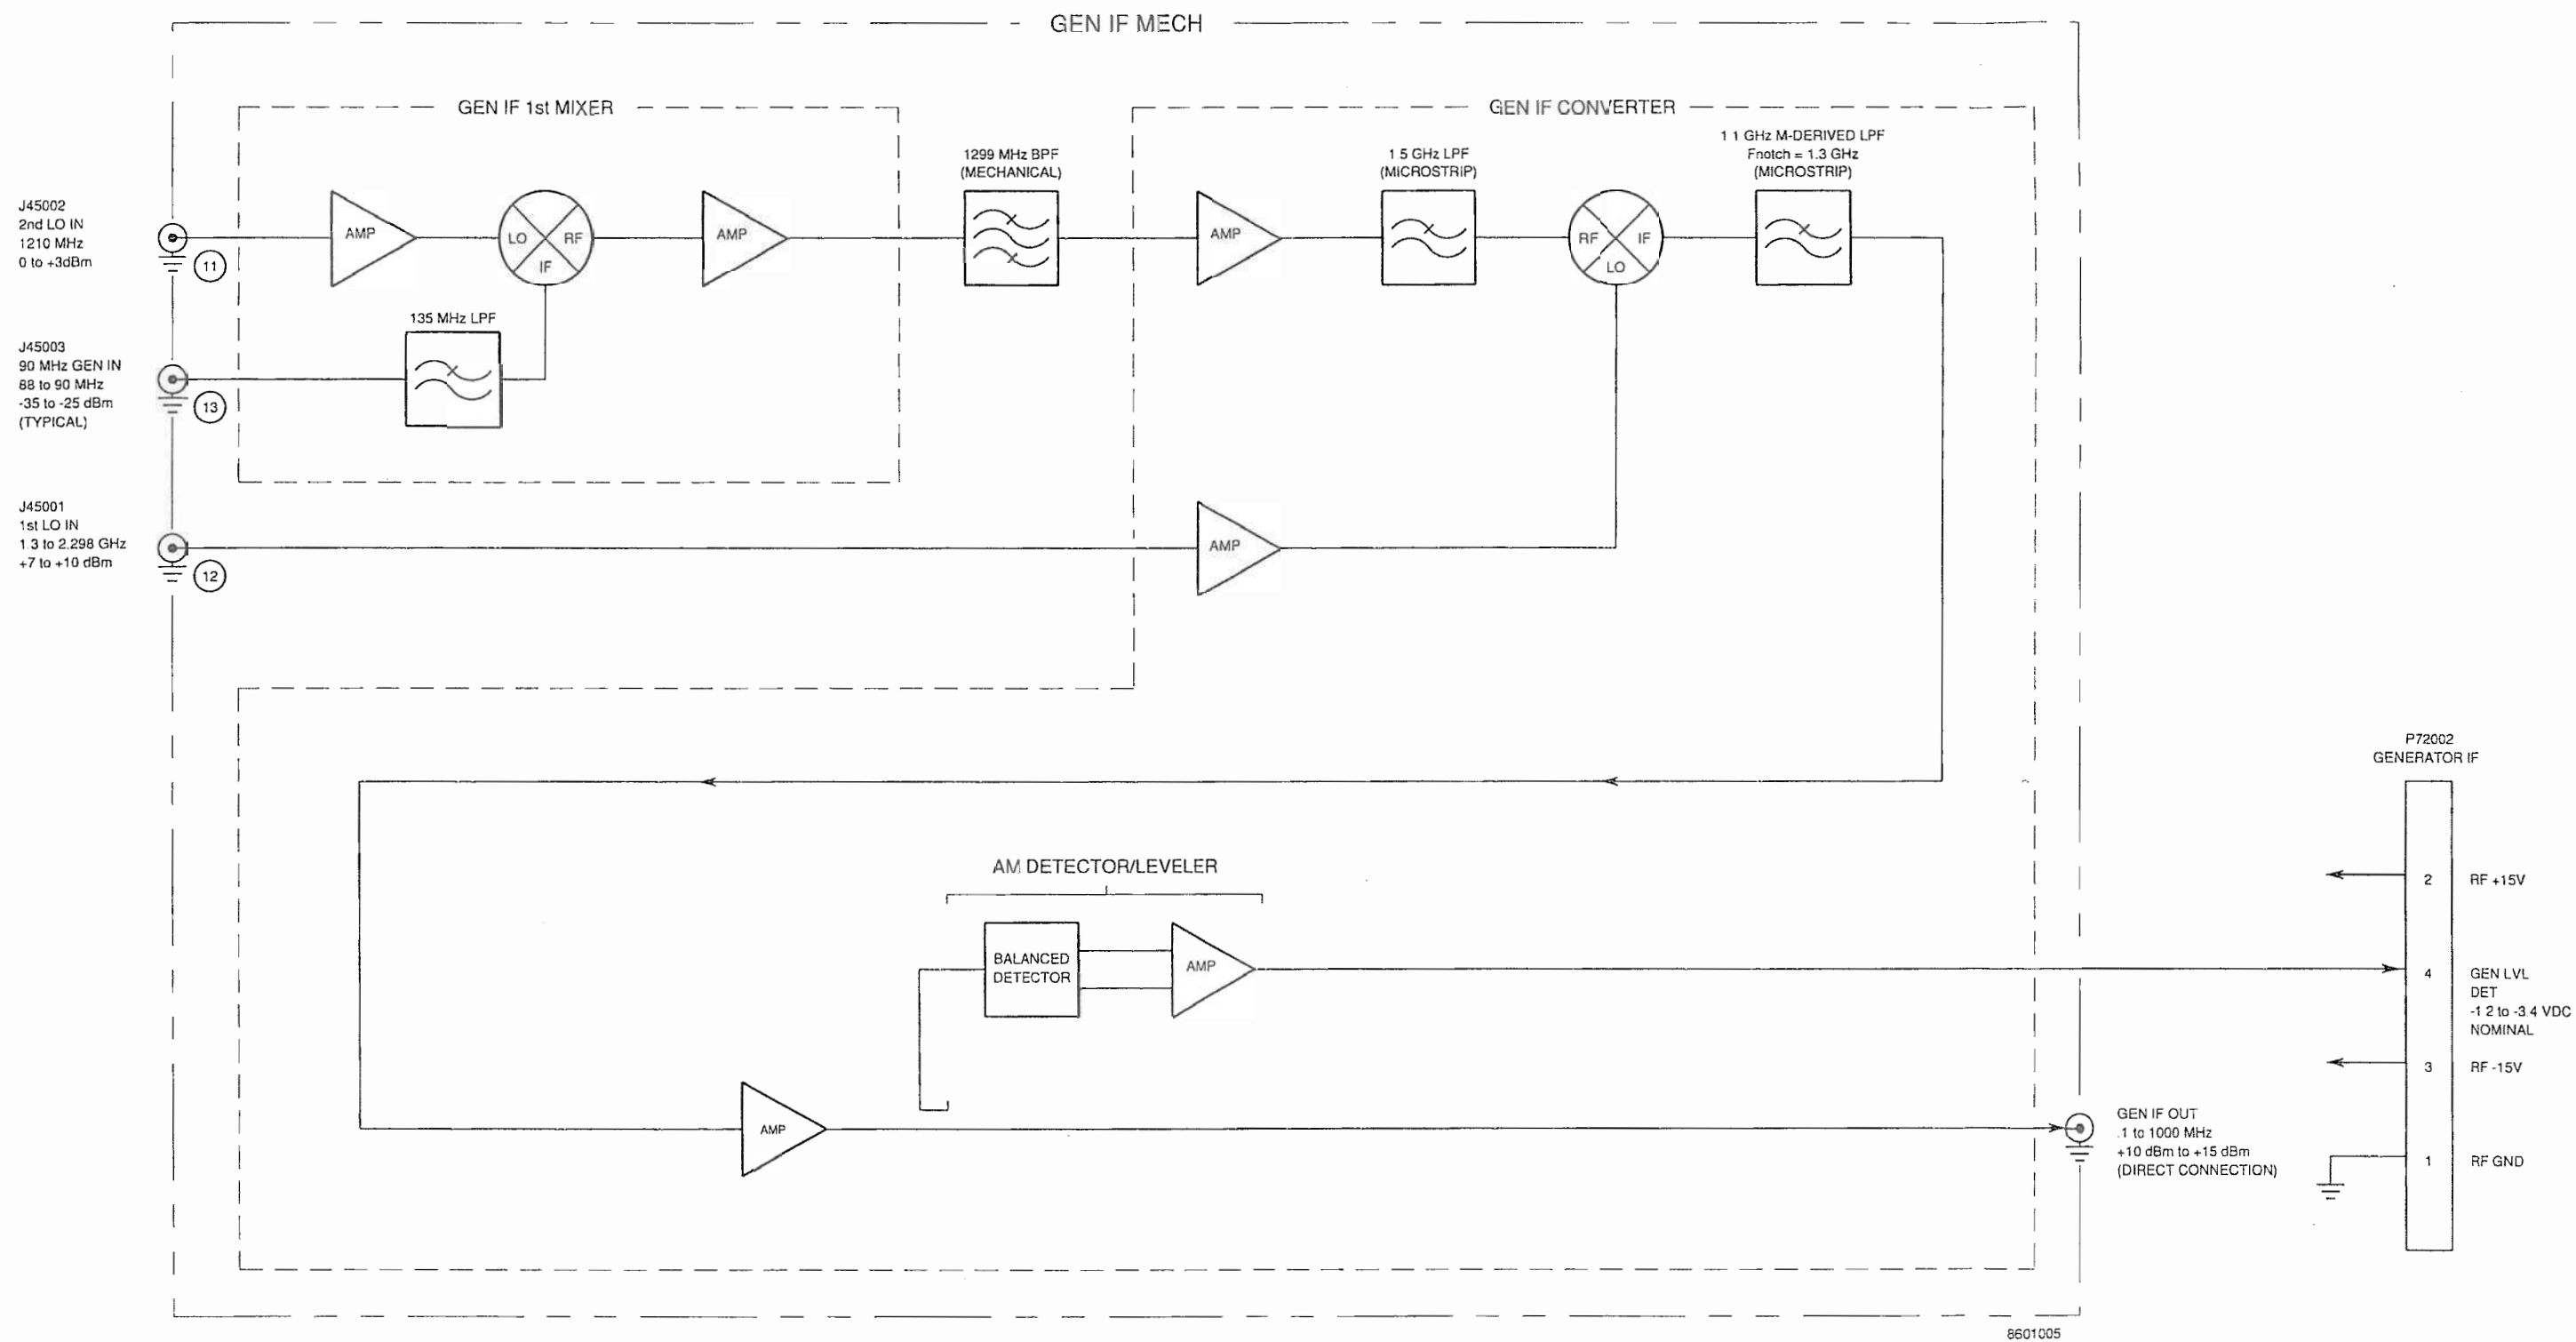 GEN IF MECH
GEN IF 1st MIXER
GEN IF CONVERTER
1299 MHz BPF
(MECHANICAL)
1 5 GHz LPF
(MICROSTRIP)
1 1 GHz M-DERIVED LPF
Fnotch = 1.3 GHz
(MICROSTRIP)
J45002
2nd LO IN
1210 MHz
0 to +3dBm
11
AMP
LO
RF
IF
AMP
AMP
RF
IF
LO
135 MHz LPF
J45003
90 MHz GEN IN
88 to 90 MHz
-35 to -25 dBm
(TYPICAL)
13
J45001
1st LO IN
1.3 to 2.298 GHz
+7 to +10 dBm
12
AMP
P72002
GENERATOR IF
AM DETECTOR/LEVELER
BALANCED
DETECTOR
AMP
AMP
2
RF +15V
4
GEN LVL
DET
-1 2 to -3.4 VDC
NOMINAL
3
RF -15V
GEN IF OUT
.1 to 1000 MHz
+10 dBm to +15 dBm
(DIRECT CONNECTION)
1
RF GND
8601005